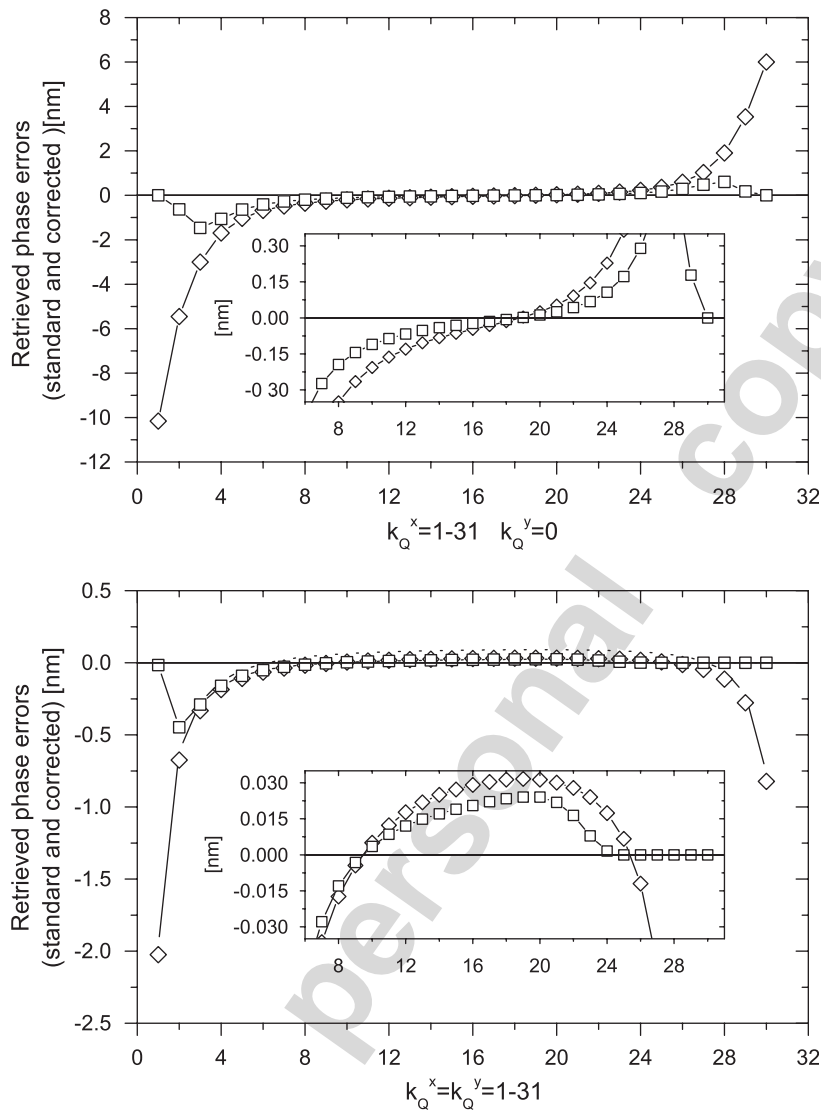 8
6
4
2
0
-2
-4
-6
-8
-10
-12
Retrieved phase errors
(standard and corrected )[nm]
0.30
0.15
0.00
-0.15
-0.30
[nm]
8 12 16 20 24 28
0 4 8 12 16 20 24 28 32
k_Q^x=1-31 k_Q^y=0
0.5
0.0
-0.5
-1.0
-1.5
-2.0
-2.5
Retrieved phase errors
(standard and corrected) [nm]
0.030
0.015
0.000
-0.015
-0.030
[nm]
8 12 16 20 24 28
0 4 8 12 16 20 24 28 32
k_Q^x=k_Q^y=1-31
personal